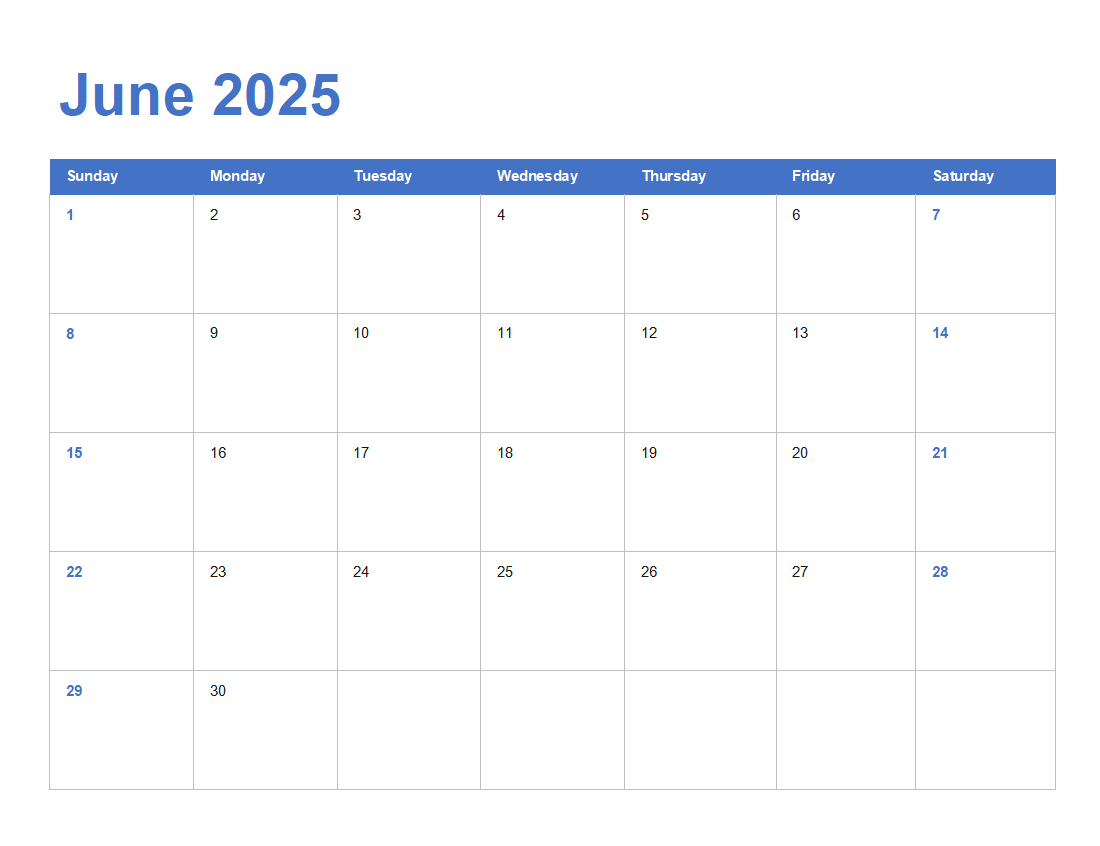 June 2025
Sunday Monday Tuesday Wednesday Thursday Friday Saturday
1 2 3 4 5 6 7
8 9 10 11 12 13 14
15 16 17 18 19 20 21
22 23 24 25 26 27 28
29 30